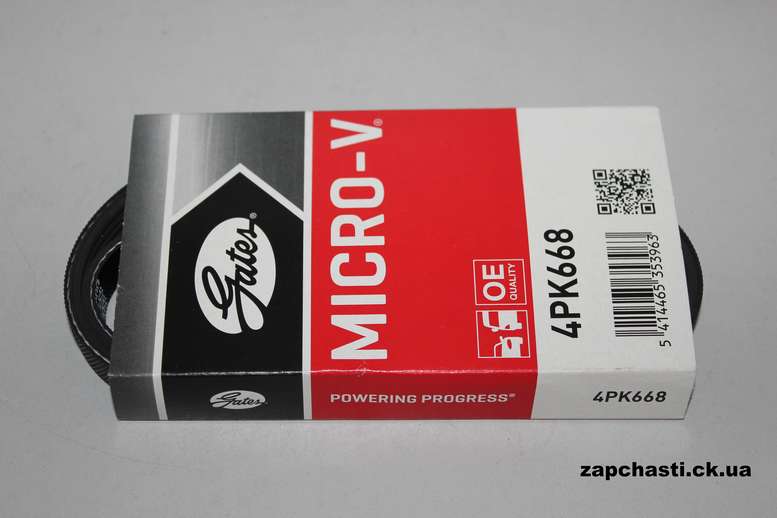 Gates®
MICRO-V®
OE
QUALITY
4PK668
5 414465 353963
Gates
POWERING PROGRESS®
4PK668
zapchasti.ck.ua